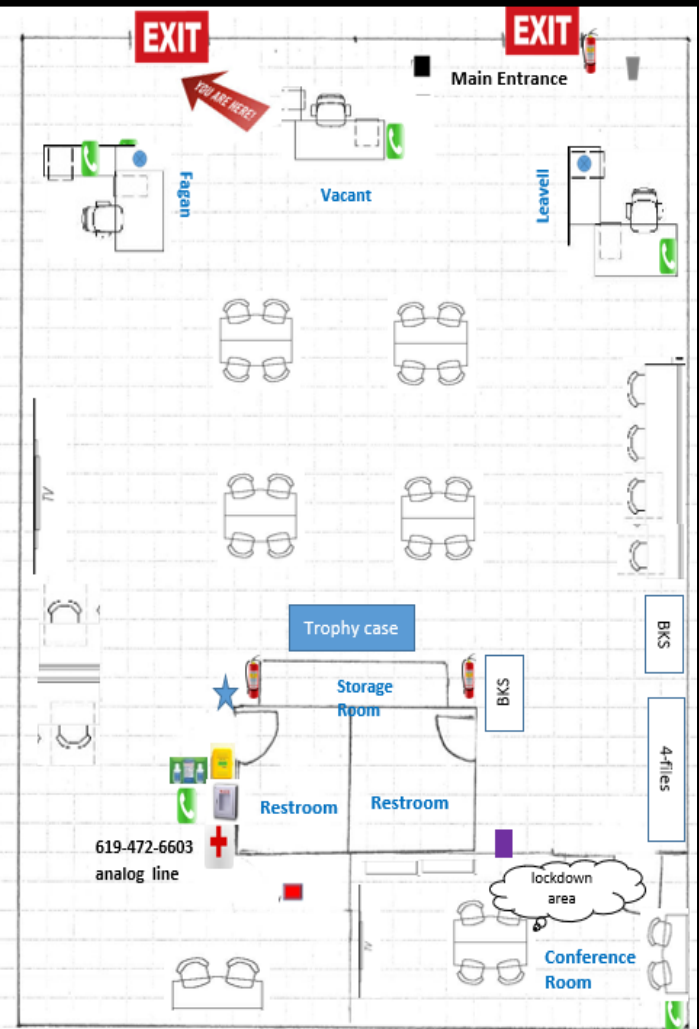 EXIT
EXIT
YOU ARE HERE!
Main Entrance
Fagan
Vacant
Leavell
TV
BKS
Trophy case
BKS
Storage
Room
4-files
Restroom
Restroom
619-472-6603
analog line
lockdown
area
TV
Conference
Room